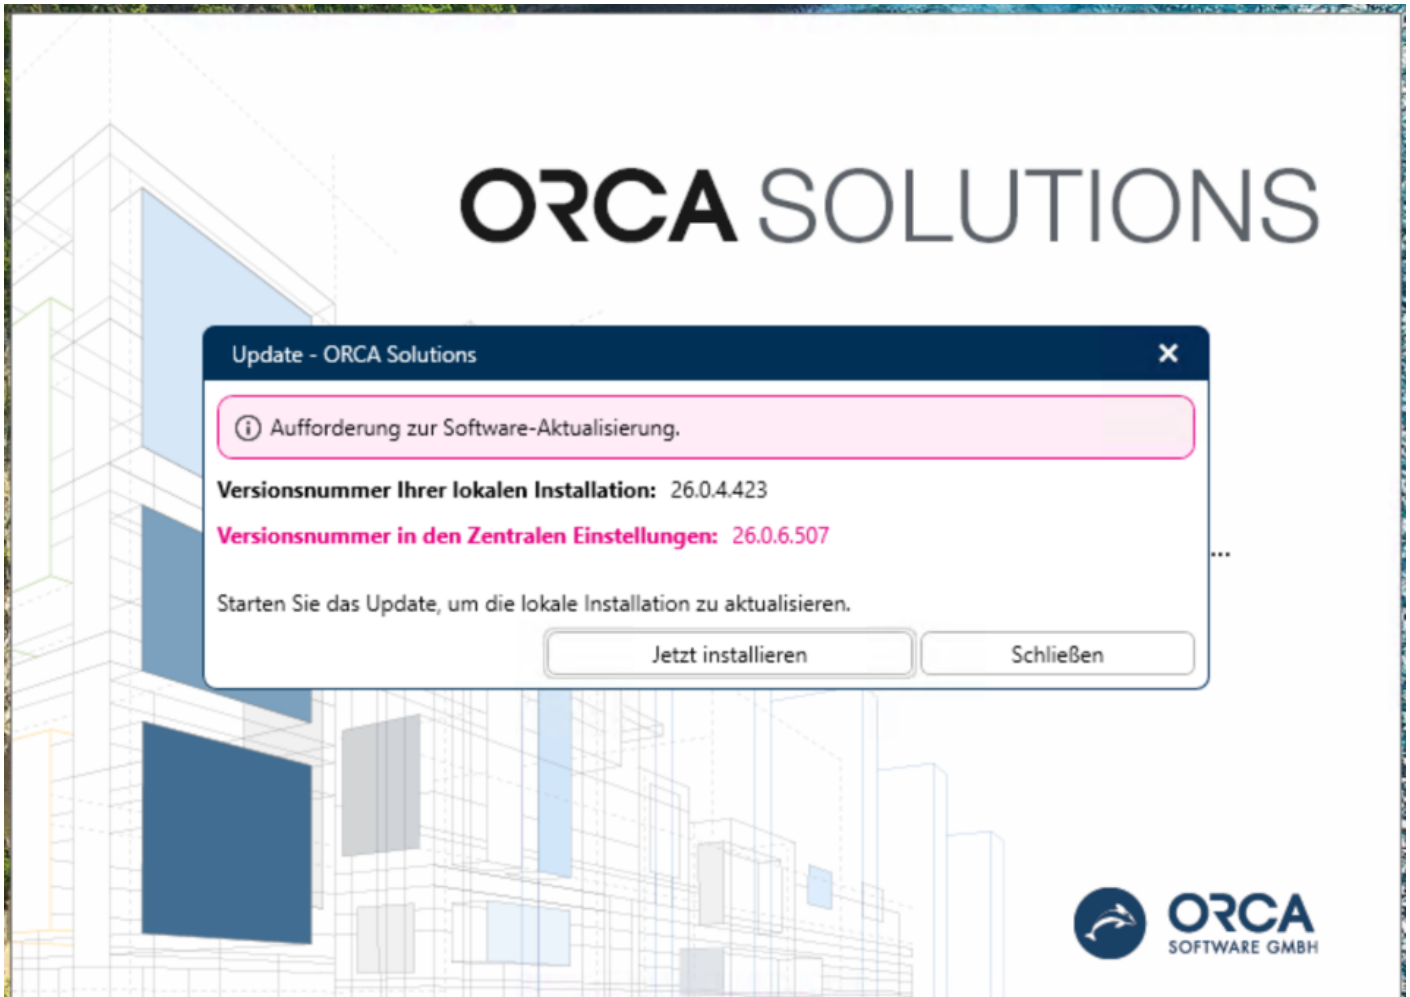 ORCA SOLUTIONS
Update - ORCA Solutions
Aufforderung zur Software-Aktualisierung.
Versionsnummer Ihrer lokalen Installation: 26.0.4.423
Versionsnummer in den Zentralen Einstellungen: 26.0.6.507
...
Starten Sie das Update, um die lokale Installation zu aktualisieren.
Jetzt installieren
Schließen
ORCA
SOFTWARE GMBH